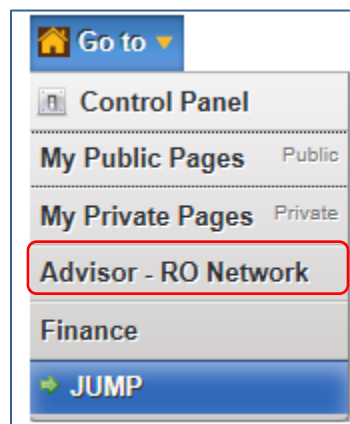 Go to
Control Panel
My Public Pages Public
My Private Pages Private
Advisor - RO Network
Finance
JUMP